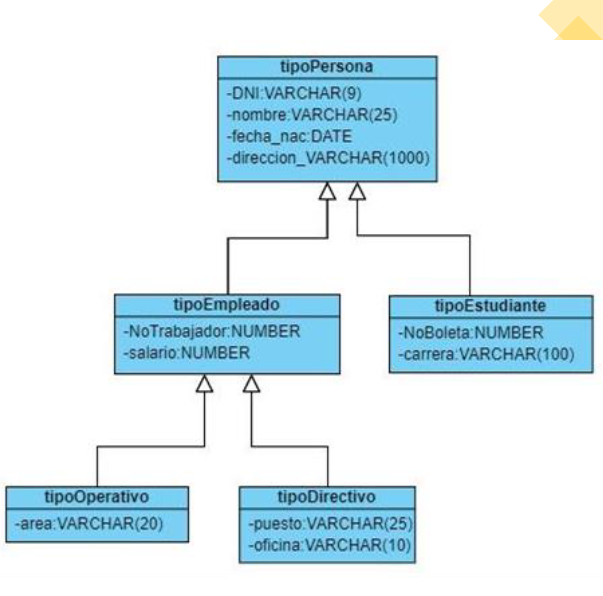 tipoPersona
-DNI:VARCHAR(9)
-nombre:VARCHAR(25)
-fecha_nac:DATE
-direccion_VARCHAR(1000)
tipoEmpleado
-NoTrabajador:NUMBER
-salario:NUMBER
tipoEstudiante
-NoBoleta:NUMBER
-carrera:VARCHAR(100)
tipoOperativo
-area:VARCHAR(20)
tipoDirectivo
-puesto:VARCHAR(25)
-oficina:VARCHAR(10)